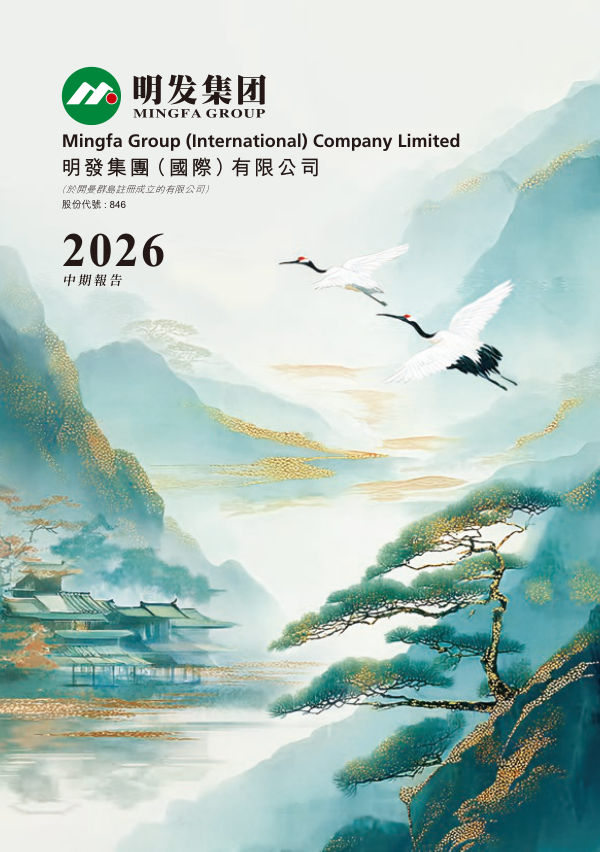 明发集团
MINGFA GROUP
Mingfa Group (International) Company Limited
明發集團（國際）有限公司
（於開曼群島註冊成立的有限公司）
股份代號 : 846
2026
中期報告